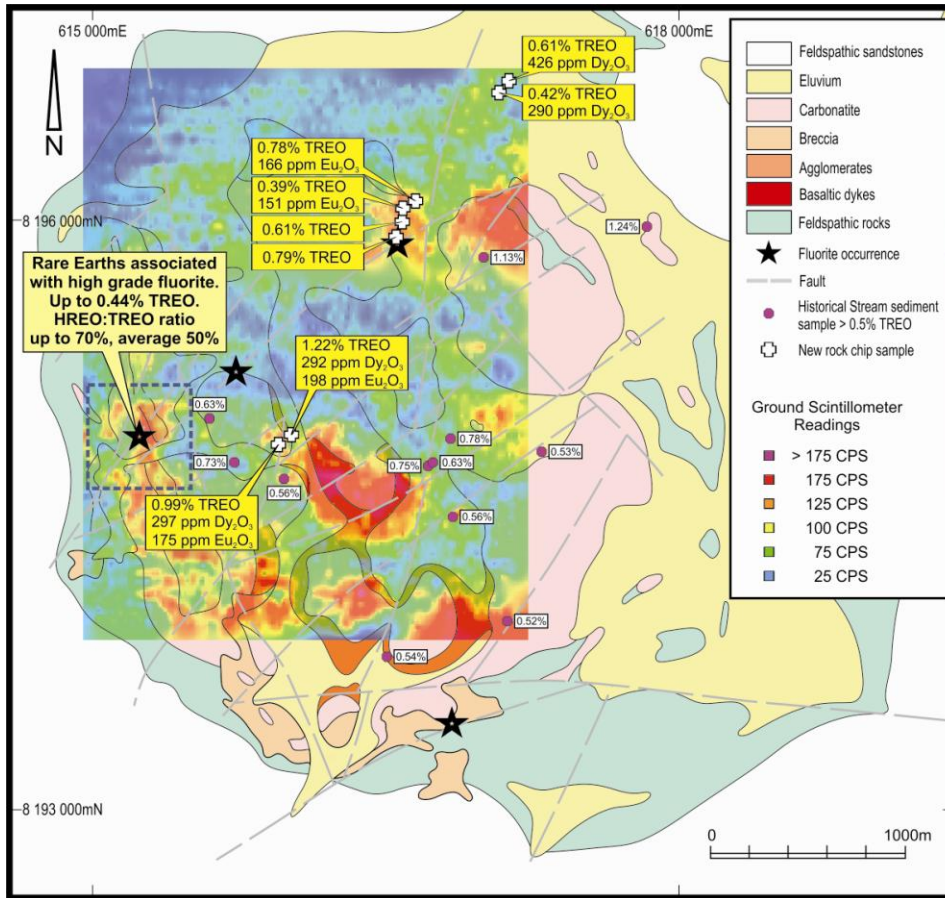 615 000mE
618 000mE
N
8 196 000mN
8 193 000mN
0.61% TREO
426 ppm Dy₂O₃
0.42% TREO
290 ppm Dy₂O₃
0.78% TREO
166 ppm Eu₂O₃
0.39% TREO
151 ppm Eu₂O₃
0.61% TREO
0.79% TREO
1.24%
1.13%
Rare Earths associated
with high grade fluorite.
Up to 0.44% TREO.
HREO:TREO ratio
up to 70%, average 50%
1.22% TREO
292 ppm Dy₂O₃
198 ppm Eu₂O₃
0.63%
0.73%
0.56%
0.78%
0.75%
0.63%
0.53%
0.56%
0.99% TREO
297 ppm Dy₂O₃
175 ppm Eu₂O₃
0.52%
0.54%
Feldspathic sandstones
Eluvium
Carbonatite
Breccia
Agglomerates
Basaltic dykes
Feldspathic rocks
Fluorite occurrence
Fault
Historical Stream sediment
sample > 0.5% TREO
New rock chip sample
Ground Scintillometer
Readings
> 175 CPS
175 CPS
125 CPS
100 CPS
75 CPS
25 CPS
0
1000m